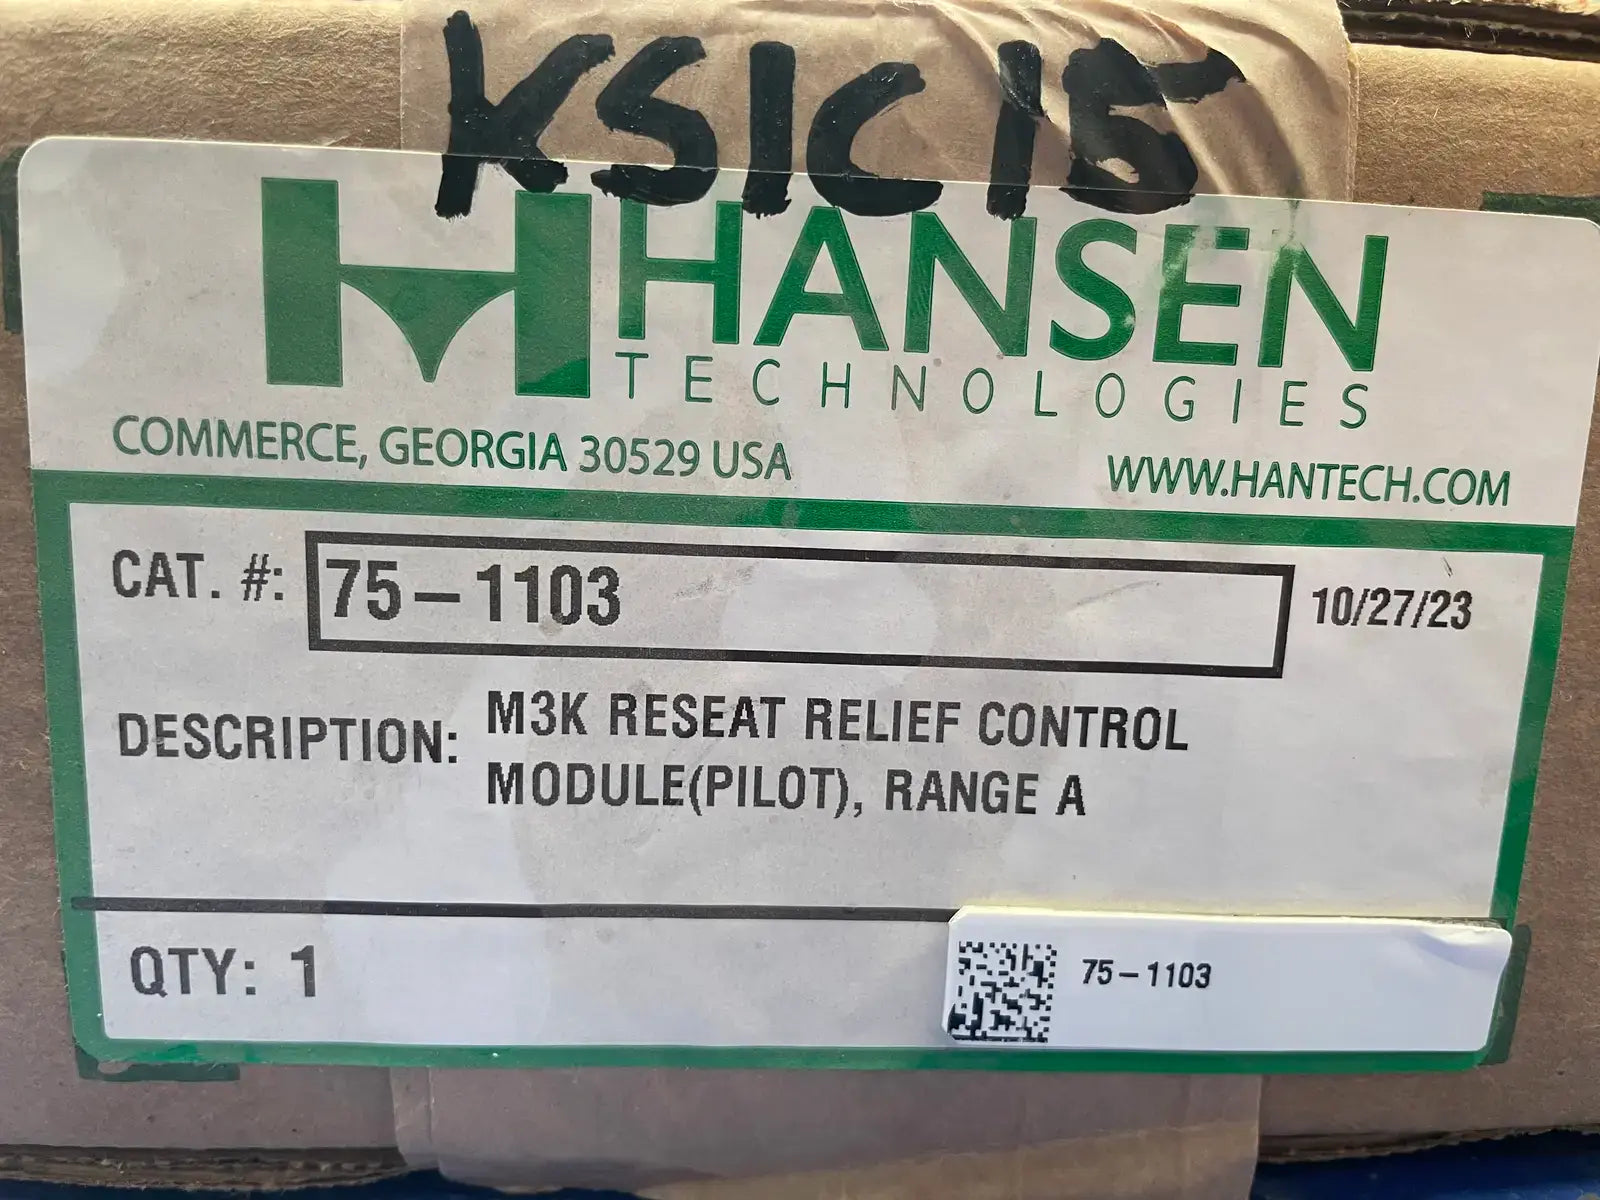 KSIC15
HANSEN
TECHNOLOGIES
COMMERCE, GEORGIA 30529 USA
WWW.HANTECH.COM
CAT. #: 75-1103 10/27/23
DESCRIPTION: M3K RESEAT RELIEF CONTROL
MODULE(PILOT), RANGE A
QTY: 1
75-1103